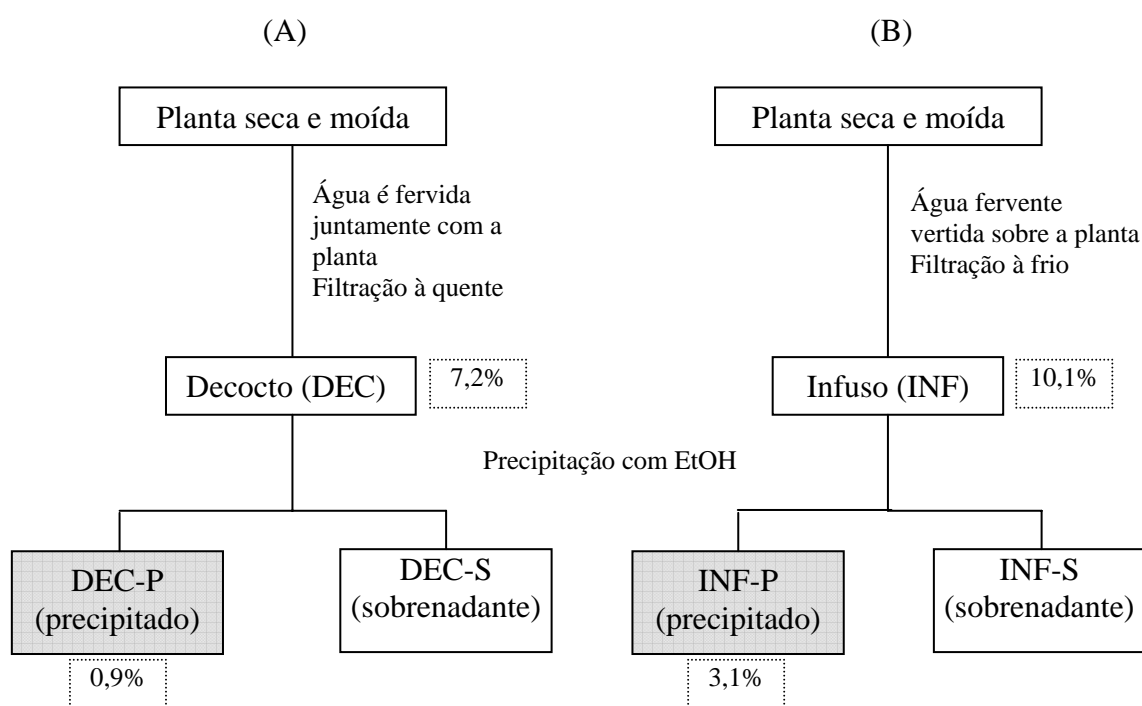 (A)
Planta seca e moída
Água é fervida
juntamente com a
planta
Filtração à quente
Decocto (DEC)
7,2%
(B)
Planta seca e moída
Água fervente
vertida sobre a planta
Filtração à frio
Infuso (INF)
10,1%
Precipitação com EtOH
DEC-P
(precipitado)
0,9%
DEC-S
(sobrenadante)
INF-P
(precipitado)
3,1%
INF-S
(sobrenadante)